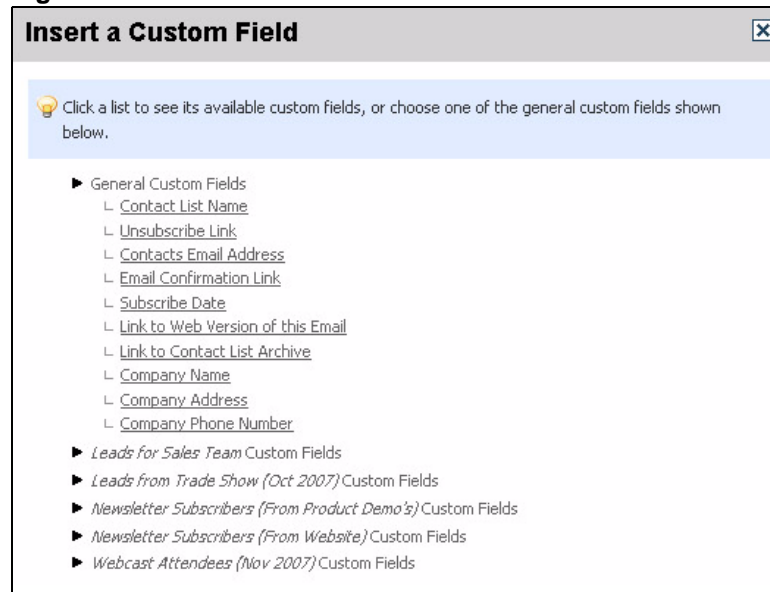 Insert a Custom Field
Click a list to see its available custom fields, or choose one of the general custom fields shown
below.
General Custom Fields
Contact List Name
Unsubscribe Link
Contacts Email Address
Email Confirmation Link
Subscribe Date
Link to Web Version of this Email
Link to Contact List Archive
Company Name
Company Address
Company Phone Number
Leads for Sales Team Custom Fields
Leads from Trade Show (Oct 2007) Custom Fields
Newsletter Subscribers (From Product Demo's) Custom Fields
Newsletter Subscribers (From Website) Custom Fields
Webcast Attendees (Nov 2007) Custom Fields